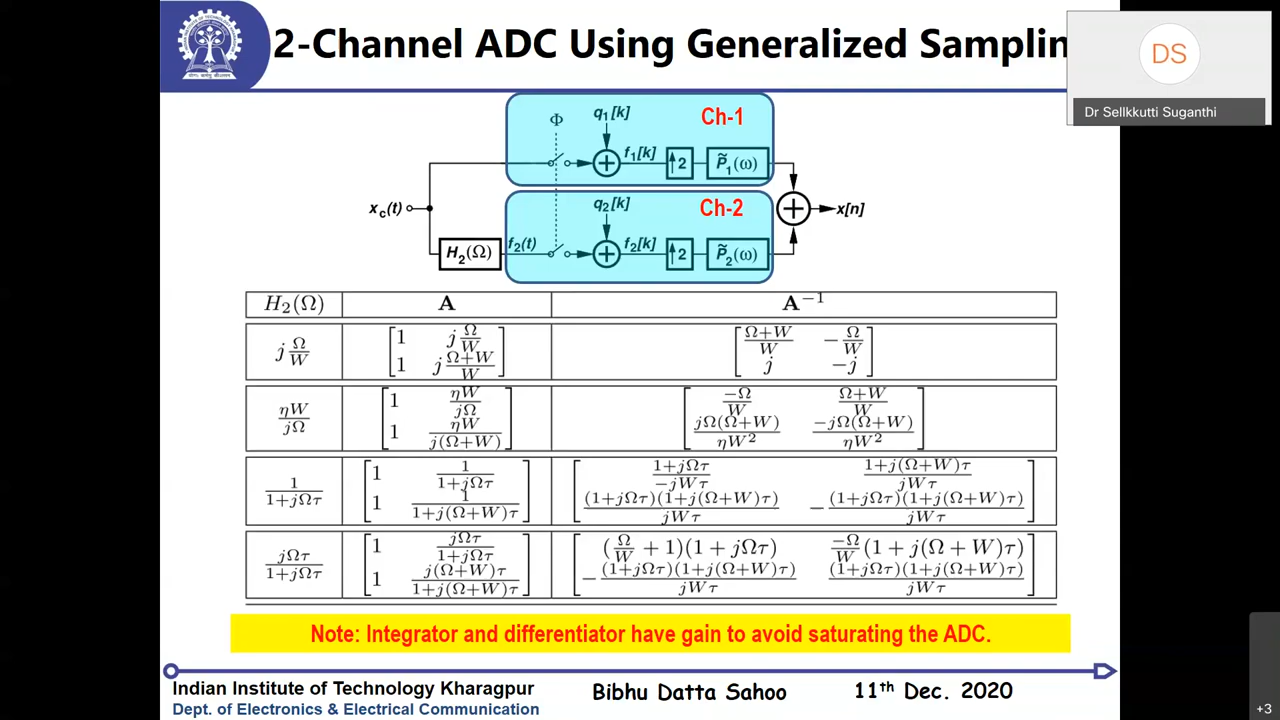 2-Channel ADC Using Generalized Samplin
DS
Dr Sellkkutti Suganthi
Φ
q₁[k]
Ch-1
f₁[k]
↑2
P̃₁(ω)
x_c(t)
q₂[k]
Ch-2
x[n]
H₂(Ω)
f₂(t)
f₂[k]
↑2
P̃₂(ω)
H₂(Ω) A A⁻¹
j Ω/W [1 j Ω/W; 1 j (Ω+W)/W] [(Ω+W)/W −Ω/W; j −j]
ηW/jΩ [1 ηW/jΩ; 1 ηW/j(Ω+W)] [−Ω/W (Ω+W)/W; jΩ(Ω+W)/ηW² −jΩ(Ω+W)/ηW²]
1/(1+jΩτ) [1 1/(1+jΩτ); 1 1/(1+j(Ω+W)τ)] [(1+jΩτ)/(−jWτ) (1+j(Ω+W)τ)/(jWτ); (1+jΩτ)(1+j(Ω+W)τ)/(jWτ) −(1+jΩτ)(1+j(Ω+W)τ)/(jWτ)]
jΩτ/(1+jΩτ) [1 jΩτ/(1+jΩτ); 1 j(Ω+W)τ/(1+j(Ω+W)τ)] [(Ω/W + 1)(1 + jΩτ) −Ω/W (1 + j(Ω + W)τ); −(1+jΩτ)(1+j(Ω+W)τ)/(jWτ) (1+jΩτ)(1+j(Ω+W)τ)/(jWτ)]
Note: Integrator and differentiator have gain to avoid saturating the ADC.
Indian Institute of Technology Kharagpur
Dept. of Electronics & Electrical Communication
Bibhu Datta Sahoo
11th Dec. 2020
+3